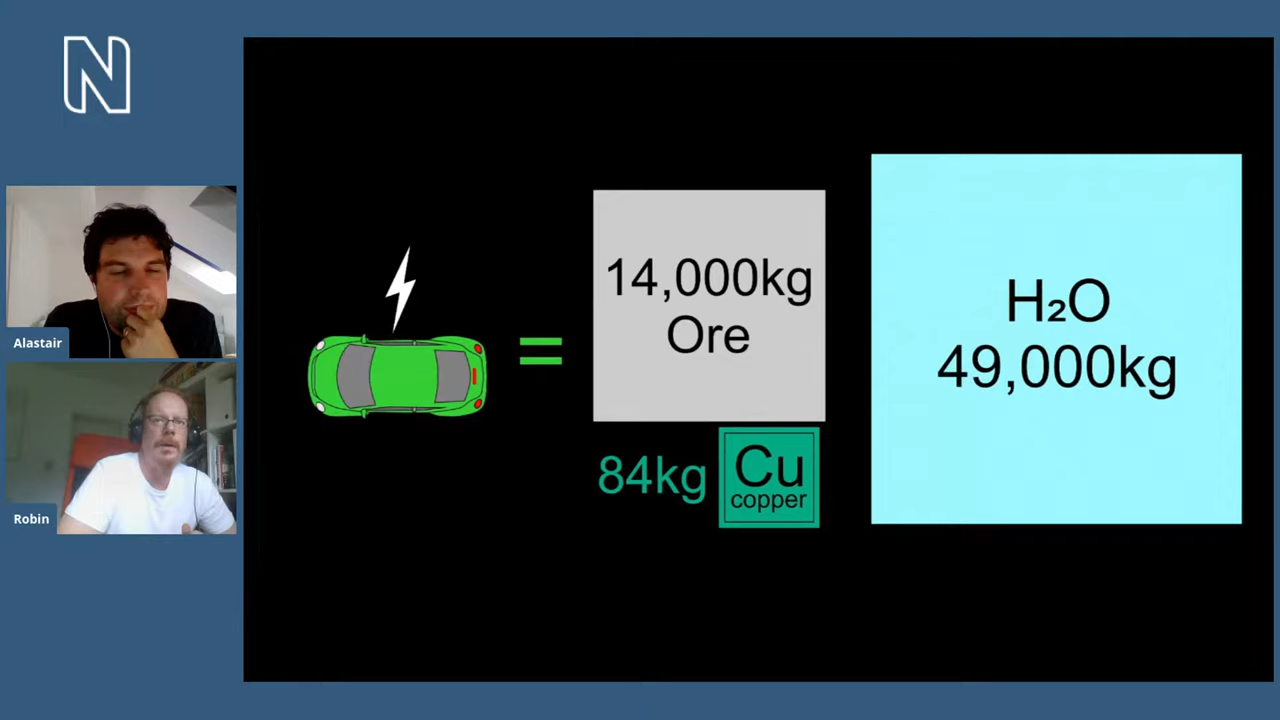 N
Alastair
Robin
14,000kg
Ore
84kg
Cu
copper
H₂O
49,000kg